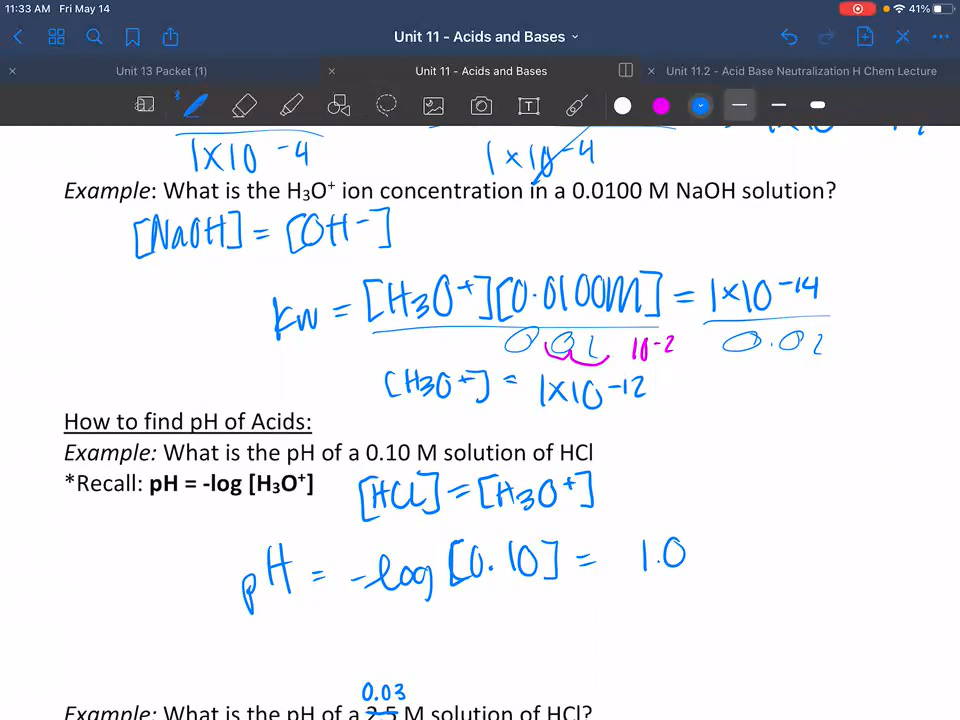 11:33 AM Fri May 14
41%
Unit 11 - Acids and Bases
Unit 13 Packet (1)
Unit 11 - Acids and Bases
Unit 11.2 - Acid Base Neutralization H Chem Lecture
T
1x10 -4
1x10 -4
Example: What is the H₃O⁺ ion concentration in a 0.0100 M NaOH solution?
[NaOH] = [OH-]
Kw = [H3O+][0.0100M] = 1x10 -14
0.01 10-2 0.01
[H3O+] = 1x10 -12
How to find pH of Acids:
Example: What is the pH of a 0.10 M solution of HCl
*Recall: pH = -log [H₃O⁺]
[HCl] = [H3O+]
pH = -log [0.10] = 1.0
0.03
Example: What is the pH of a 2.5 M solution of HCl?